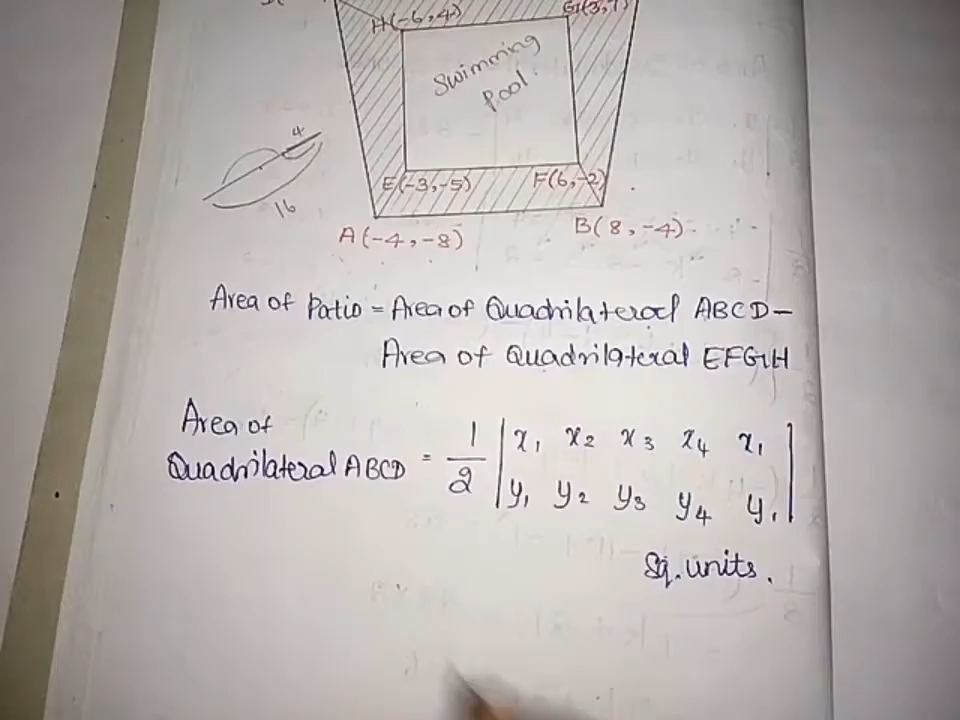 H(-6,4)
Swimming
pool.
4
16
E(-3,-5)
F(6,-2)
A(-4,-8)
B(8,-4)
Area of Patio = Area of Quadrilateral ABCD-
Area of Quadrilateral EFGH
Area of
Quadrilateral ABCD = 1/2 | x₁ x₂ x₃ x₄ x₁
y₁ y₂ y₃ y₄ y₁ |
Sq. units.